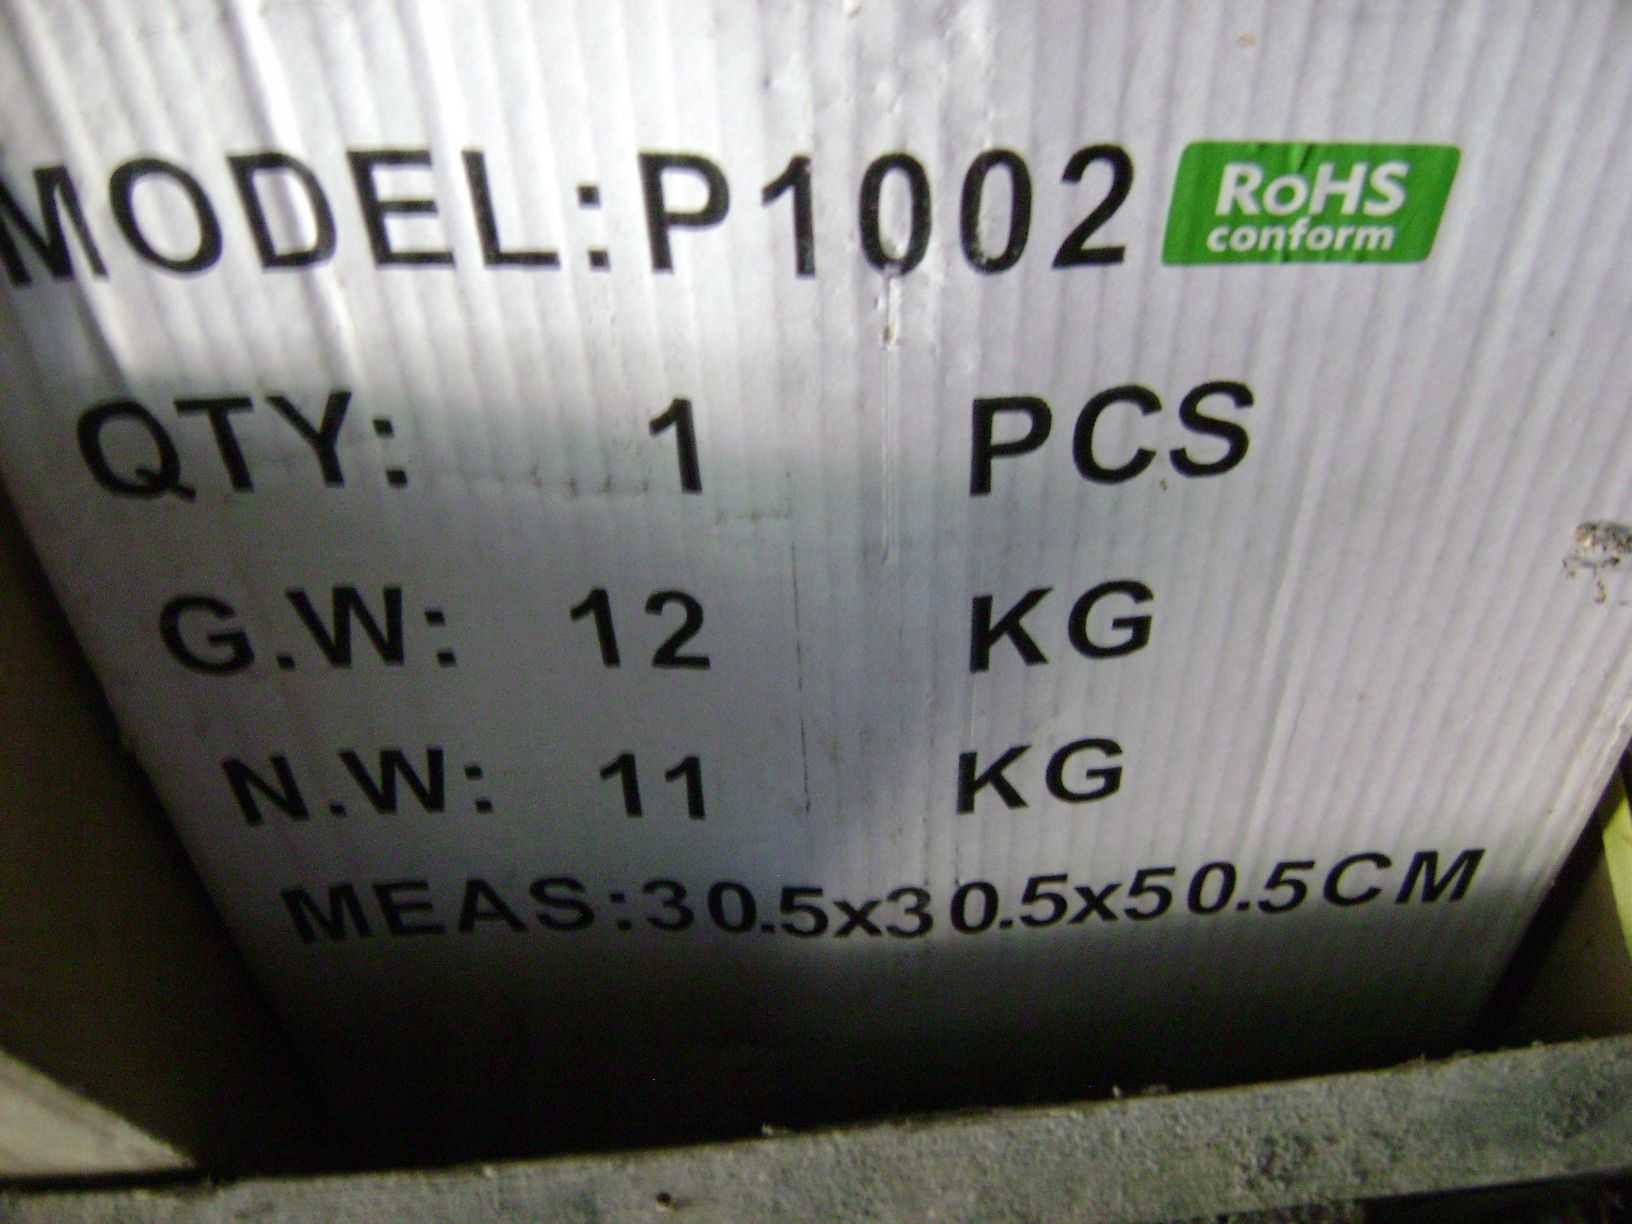 MODEL:P1002 RoHS
conform
QTY: 1 PCS
G.W: 12 KG
N.W: 11 KG
MEAS:30.5x30.5x50.5CM